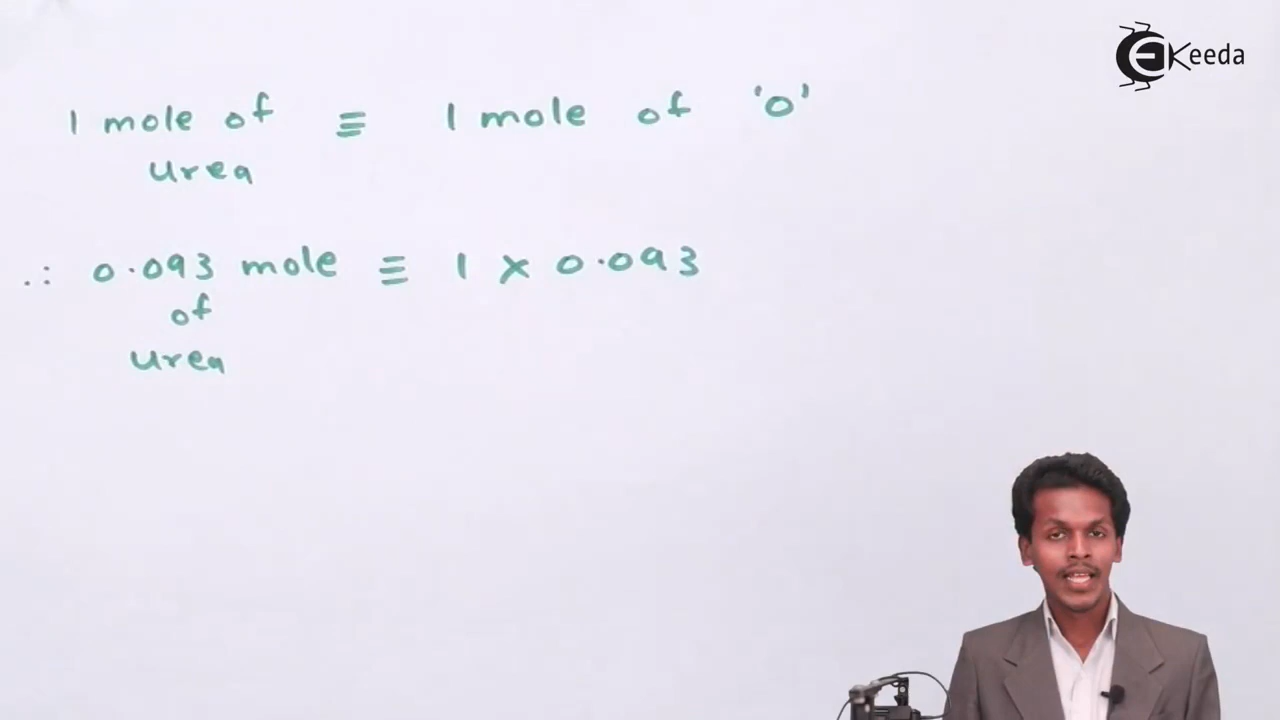 EKeeda
1 mole of ≡ 1 mole of 'O'
urea
∴ 0.093 mole ≡ 1 × 0.093
of
urea